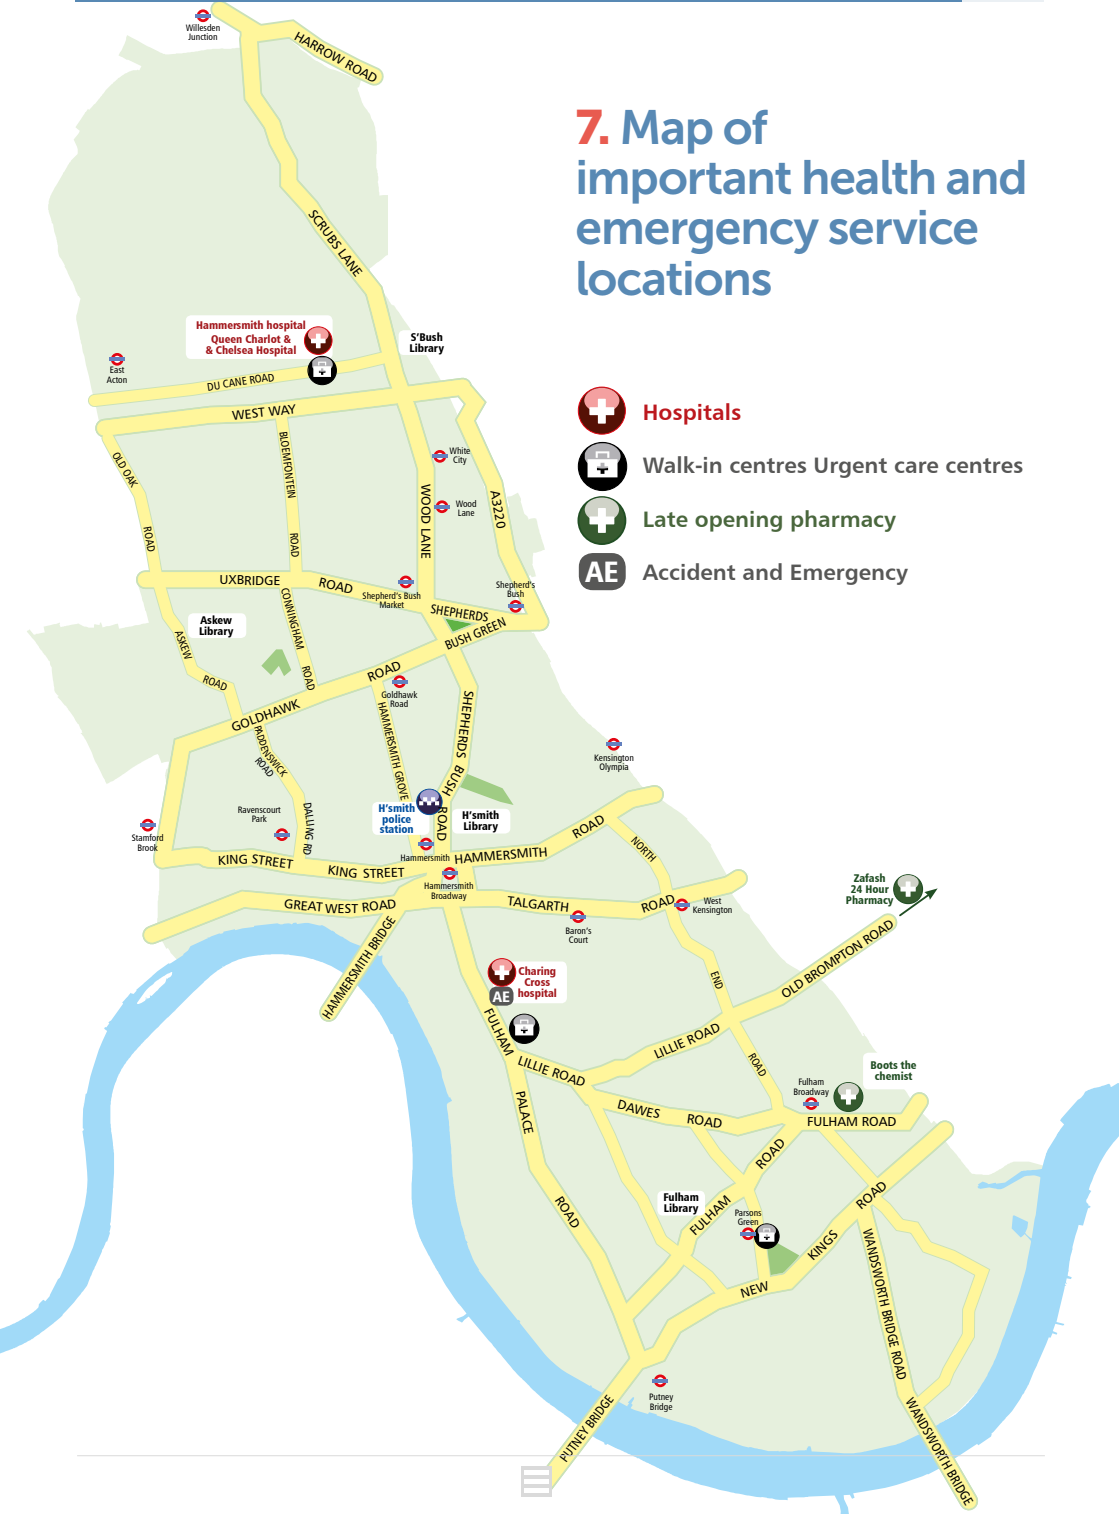 Willesden
Junction
HARROW ROAD
7. Map of
important health and
emergency service
locations
SCRUBS LANE
Hammersmith hospital
Queen Charlot &
& Chelsea Hospital
S'Bush
Library
East
Acton
DU CANE ROAD
WEST WAY
Hospitals
Walk-in centres Urgent care centres
Late opening pharmacy
AE
Accident and Emergency
OLD OAK
ROAD
BLOEMFONTEIN
ROAD
White
City
Wood
Lane
WOOD LANE
A3220
UXBRIDGE
ROAD
Shepherd's Bush
Market
Shepherd's
Bush
SHEPHERDS
BUSH GREEN
Askew
Library
ASKEW
ROAD
CONNINGHAM
ROAD
GOLDHAWK
ROAD
Goldhawk
Road
HAMMERSMITH GROVE
SHEPHERDS
BUSH
ROAD
PADDENSWICK
ROAD
DALLING RD
Kensington
Olympia
Ravenscourt
Park
Stamford
Brook
H'smith
police
station
H'smith
Library
KING STREET
KING STREET
Hammersmith
HAMMERSMITH
ROAD
Hammersmith
Broadway
NORTH
END
ROAD
GREAT WEST ROAD
TALGARTH
ROAD
West
Kensington
Baron's
Court
HAMMERSMITH BRIDGE
Zafash
24 Hour
Pharmacy
OLD BROMPTON ROAD
Charing
Cross
hospital
AE
FULHAM
PALACE
ROAD
LILLIE ROAD
LILLIE ROAD
Boots the
chemist
Fulham
Broadway
DAWES
ROAD
FULHAM ROAD
FULHAM
ROAD
Fulham
Library
Parsons
Green
NEW
KINGS
ROAD
WANDSWORTH BRIDGE ROAD
WANDSWORTH BRIDGE
Putney
Bridge
PUTNEY BRIDGE